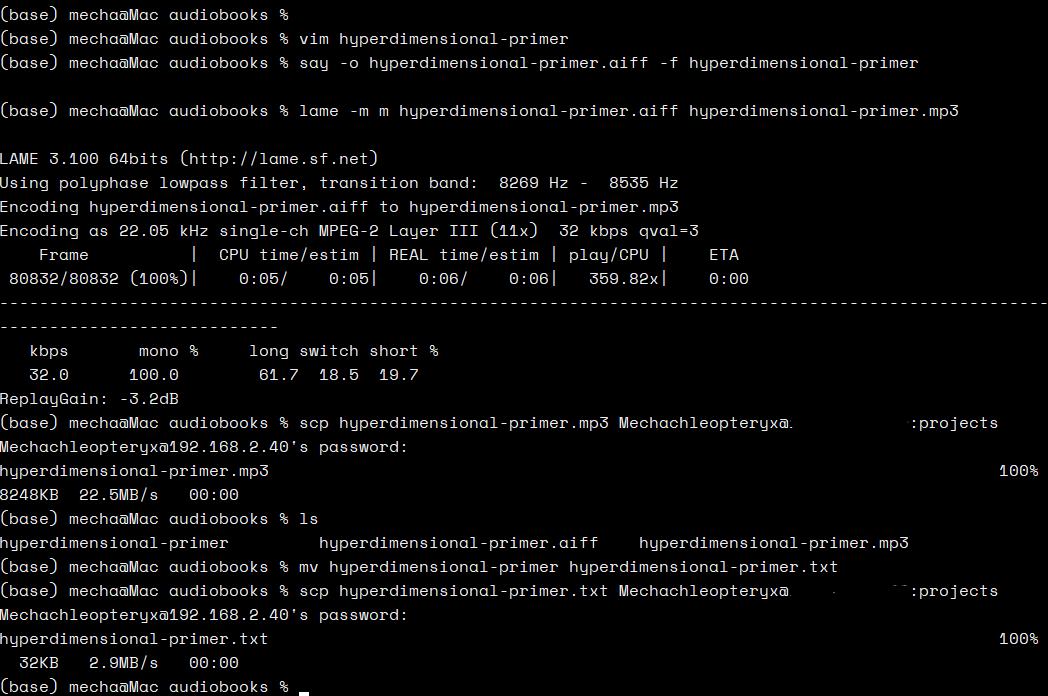 (base) mecha@Mac audiobooks %
(base) mecha@Mac audiobooks % vim hyperdimensional-primer
(base) mecha@Mac audiobooks % say -o hyperdimensional-primer.aiff -f hyperdimensional-primer
(base) mecha@Mac audiobooks % lame -m m hyperdimensional-primer.aiff hyperdimensional-primer.mp3
LAME 3.100 64bits (http://lame.sf.net)
Using polyphase lowpass filter, transition band:  8269 Hz -  8535 Hz
Encoding hyperdimensional-primer.aiff to hyperdimensional-primer.mp3
Encoding as 22.05 kHz single-ch MPEG-2 Layer III (11x)  32 kbps qval=3
    Frame          |  CPU time/estim | REAL time/estim | play/CPU |    ETA
 80832/80832 (100%)|    0:05/    0:05|    0:06/    0:06|   359.82x|    0:00
---------------------------------------------------------------------------------------------------------
----------------------------
   kbps       mono %     long switch short %
   32.0      100.0        61.7  18.5  19.7
ReplayGain: -3.2dB
(base) mecha@Mac audiobooks % scp hyperdimensional-primer.mp3 Mechachleopteryx@            :projects
Mechachleopteryx@192.168.2.40's password:
hyperdimensional-primer.mp3                                                                         100%
8248KB  22.5MB/s   00:00
(base) mecha@Mac audiobooks % ls
hyperdimensional-primer         hyperdimensional-primer.aiff    hyperdimensional-primer.mp3
(base) mecha@Mac audiobooks % mv hyperdimensional-primer hyperdimensional-primer.txt
(base) mecha@Mac audiobooks % scp hyperdimensional-primer.txt Mechachleopteryx@            :projects
Mechachleopteryx@192.168.2.40's password:
hyperdimensional-primer.txt                                                                         100%
  32KB   2.9MB/s   00:00
(base) mecha@Mac audiobooks %